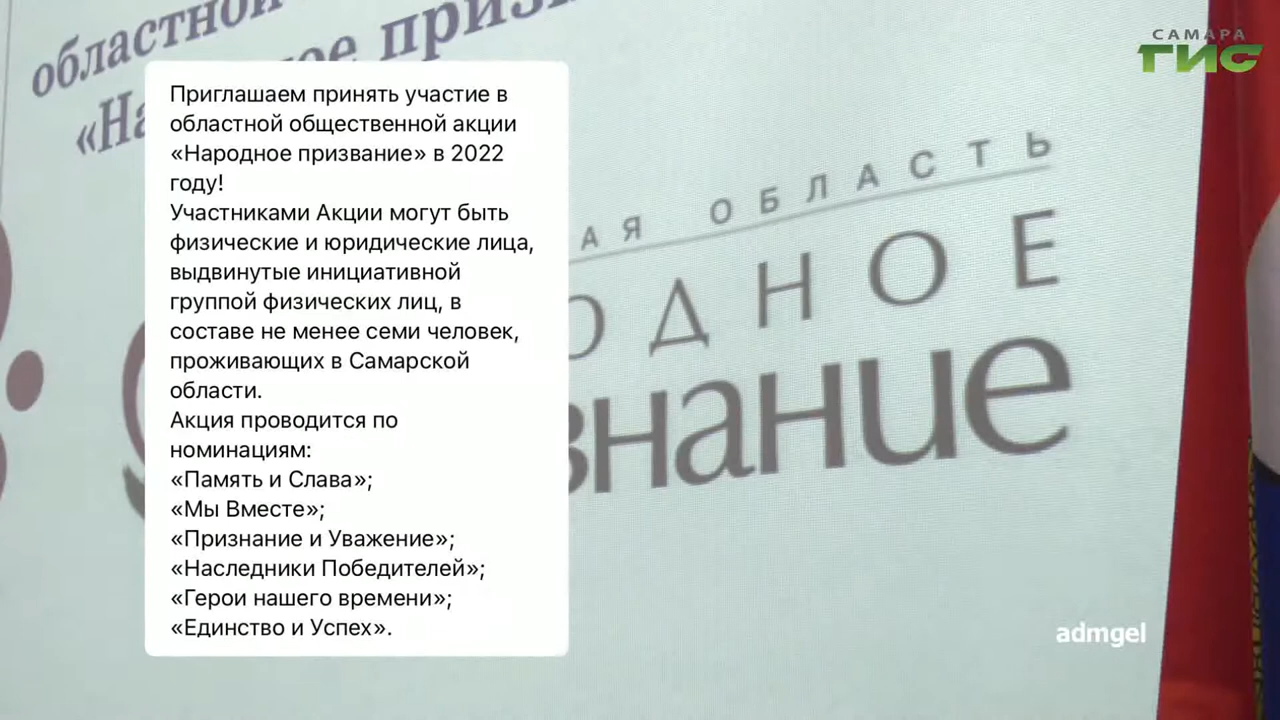 областной
САМАРА
ГИС
Приглашаем принять участие в
областной общественной акции
«Народное призвание» в 2022
году!
Участниками Акции могут быть
физические и юридические лица,
выдвинутые инициативной
группой физических лиц, в
составе не менее семи человек,
проживающих в Самарской
области.
Акция проводится по
номинациям:
«Память и Слава»;
«Мы Вместе»;
«Признание и Уважение»;
«Наследники Победителей»;
«Герои нашего времени»;
«Единство и Успех».
ОБЛАСТЬ
admgel